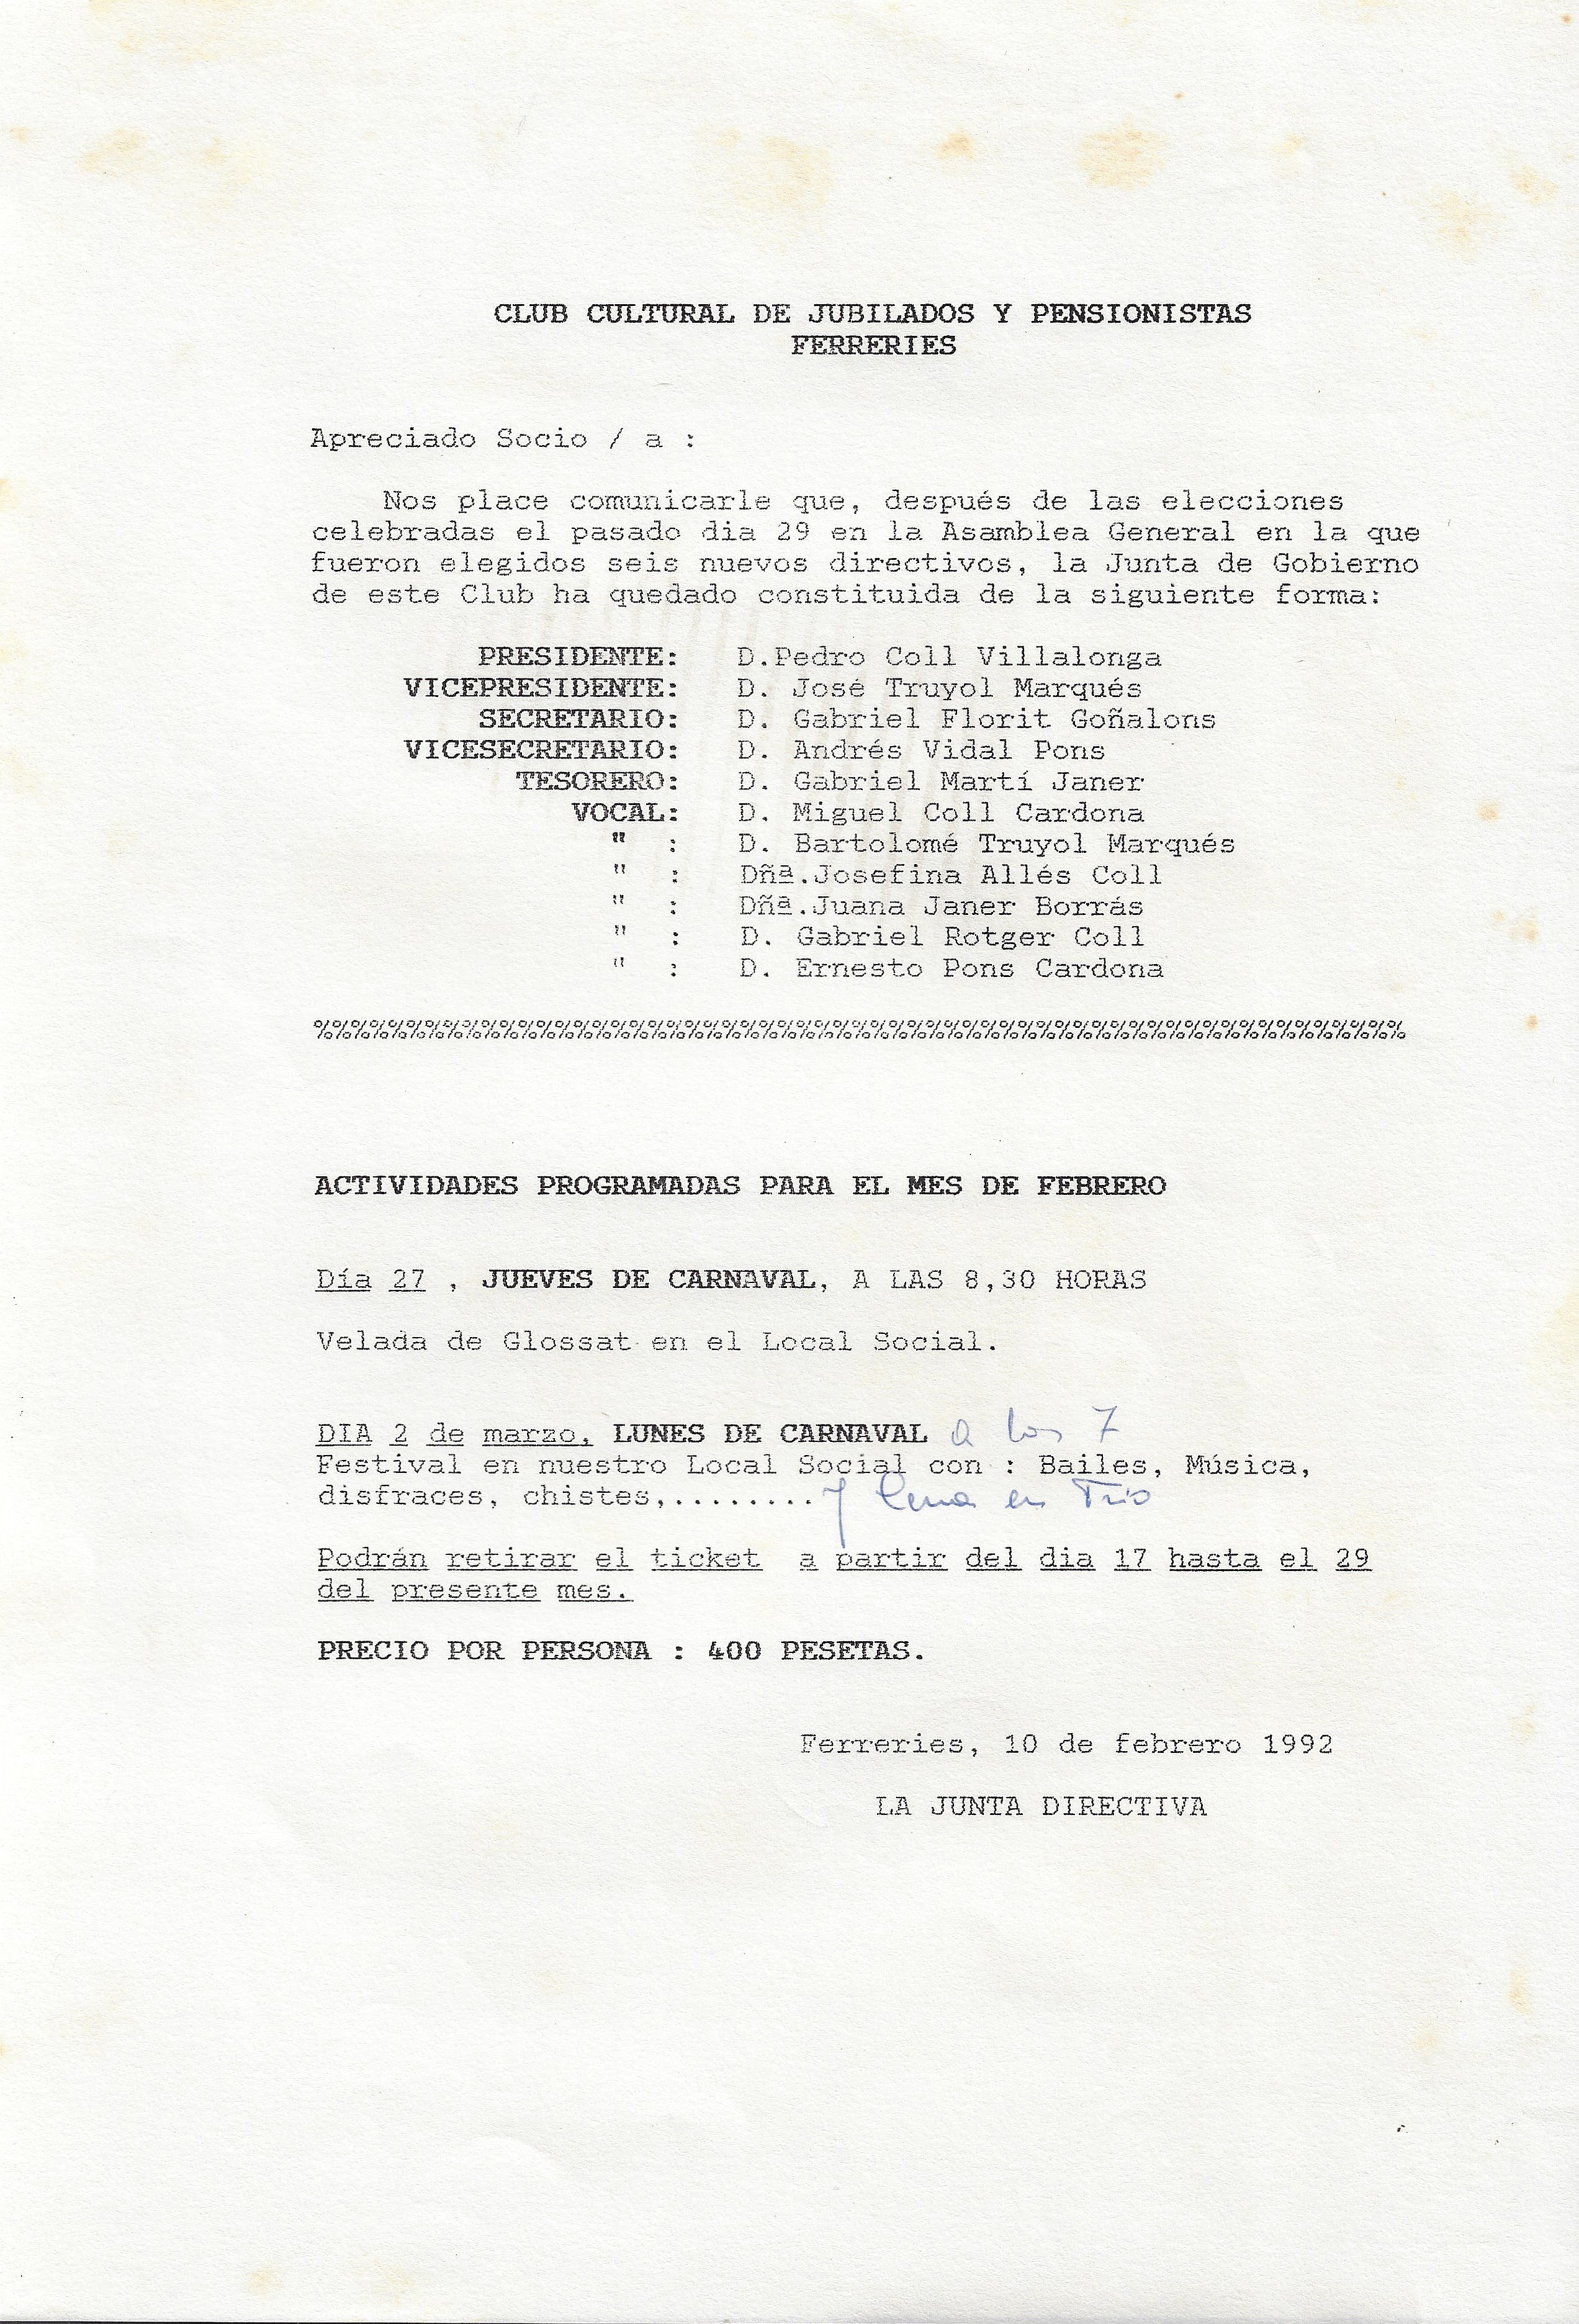 CLUB CULTURAL DE JUBILADOS Y PENSIONISTAS
FERRERIES
Apreciado Socio / a :
Nos place comunicarle que, después de las elecciones
celebradas el pasado dia 29 en la Asamblea General en la que
fueron elegidos seis nuevos directivos, la Junta de Gobierno
de este Club ha quedado constituida de la siguiente forma:
PRESIDENTE: D.Pedro Coll Villalonga
VICEPRESIDENTE: D. José Truyol Marqués
SECRETARIO: D. Gabriel Florit Goñalons
VICESECRETARIO: D. Andrés Vidal Pons
TESORERO: D. Gabriel Martí Janer
VOCAL: D. Miguel Coll Cardona
" : D. Bartolomé Truyol Marqués
" : Dñª.Josefina Allés Coll
" : Dñª.Juana Janer Borrás
" : D. Gabriel Rotger Coll
" : D. Ernesto Pons Cardona
%%%%%%%%%%%%%%%%%%%%%%%%%%%%%%%%%%%%%%%%%%%%%%%%%%%%%%%%%%%
ACTIVIDADES PROGRAMADAS PARA EL MES DE FEBRERO
Día 27 , JUEVES DE CARNAVAL, A LAS 8,30 HORAS
Velada de Glossat en el Local Social.
DIA 2 de marzo, LUNES DE CARNAVAL a las 7
Festival en nuestro Local Social con : Bailes, Música,
disfraces, chistes,........ y Cena en Trio
Podrán retirar el ticket a partir del dia 17 hasta el 29
del presente mes.
PRECIO POR PERSONA : 400 PESETAS.
Ferreries, 10 de febrero 1992
LA JUNTA DIRECTIVA